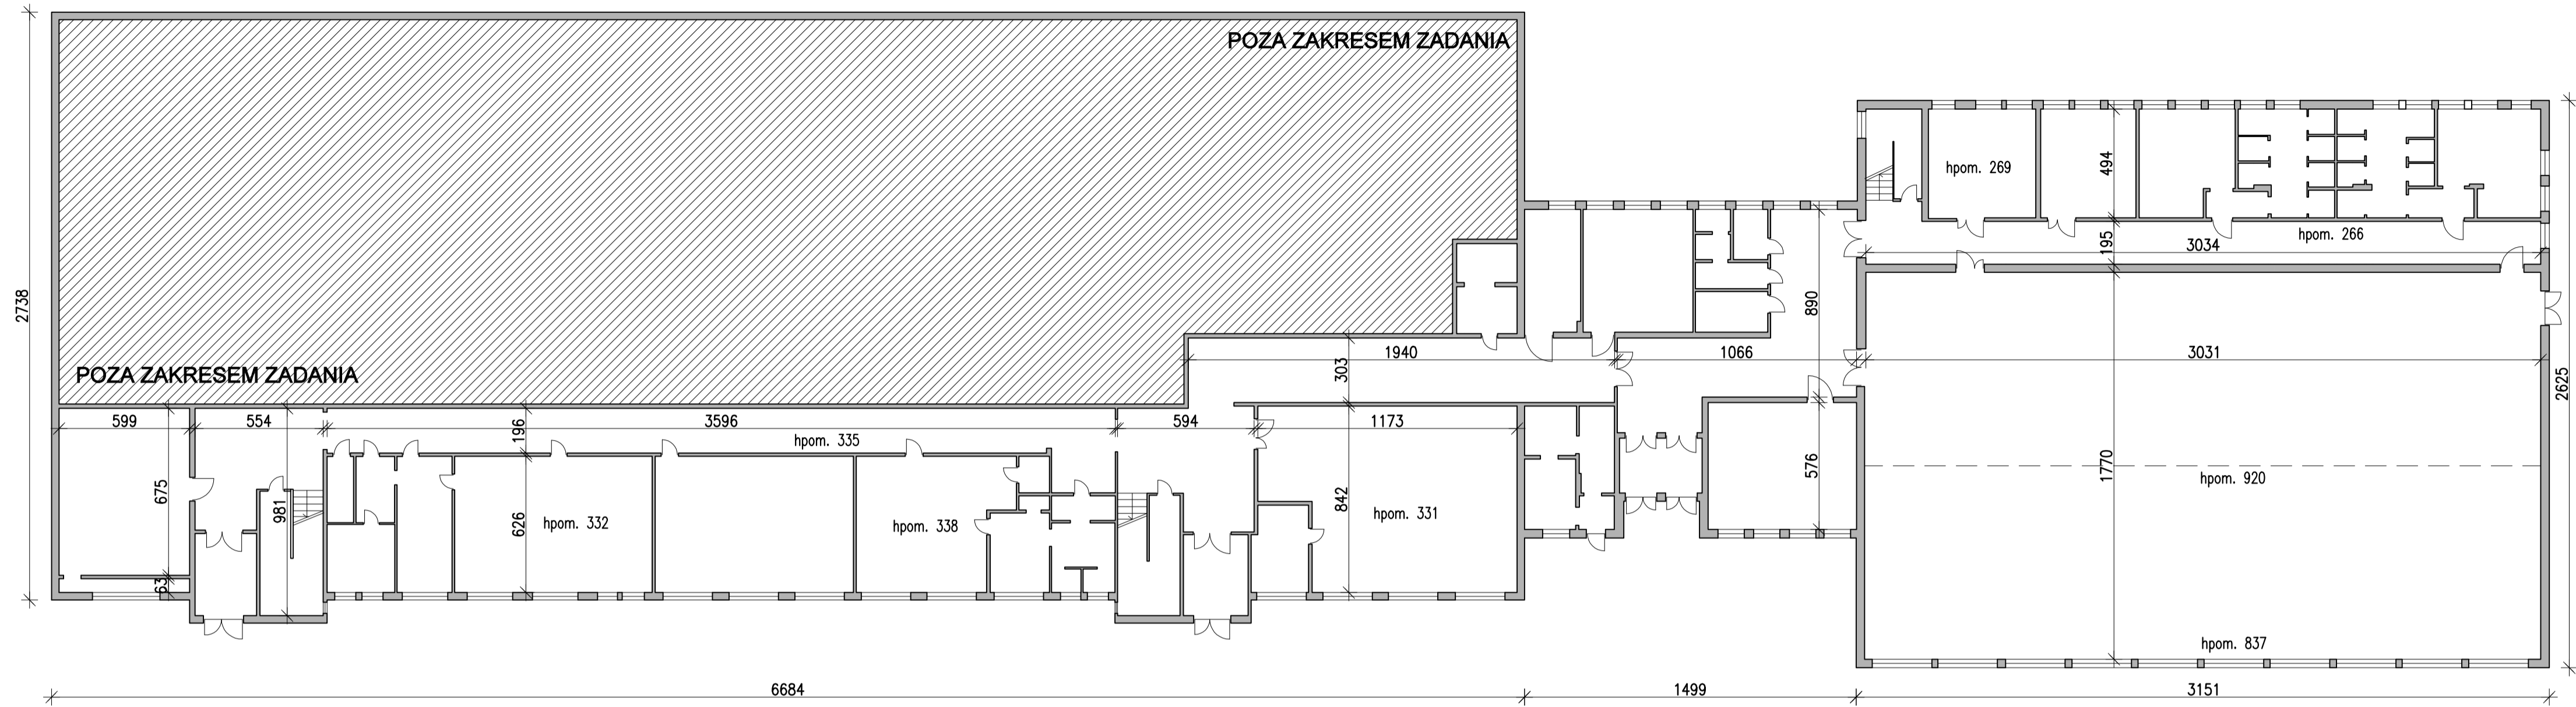 POZA ZAKRESEM ZADANIA
hpom. 269
494
195
hpom. 266
3034
2738
890
1940
1066
303
3031
POZA ZAKRESEM ZADANIA
2625
599
554
3596
196
hpom. 335
594
1173
675
981
626
hpom. 332
hpom. 338
842
hpom. 331
576
1770
hpom. 920
63
hpom. 837
6684
1499
3151